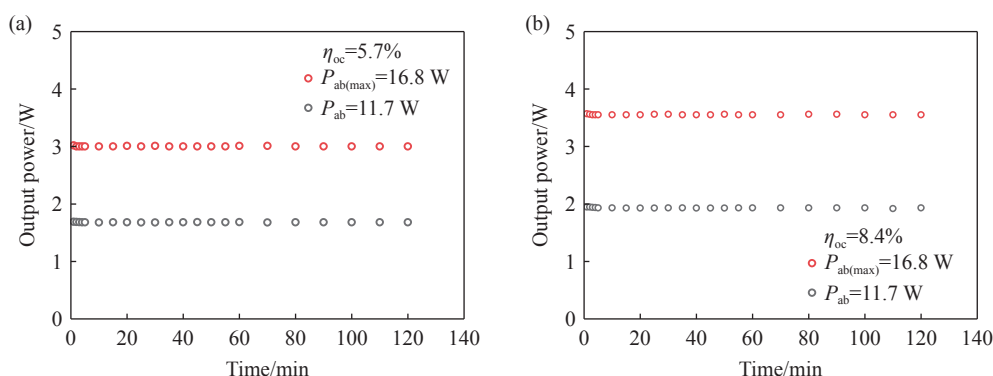 (a)
5
4
3
2
1
0
Output power/W
η_oc=5.7%
P_ab(max)=16.8 W
P_ab=11.7 W
0 20 40 60 80 100 120 140
Time/min
(b)
5
4
3
2
1
0
Output power/W
η_oc=8.4%
P_ab(max)=16.8 W
P_ab=11.7 W
0 20 40 60 80 100 120 140
Time/min